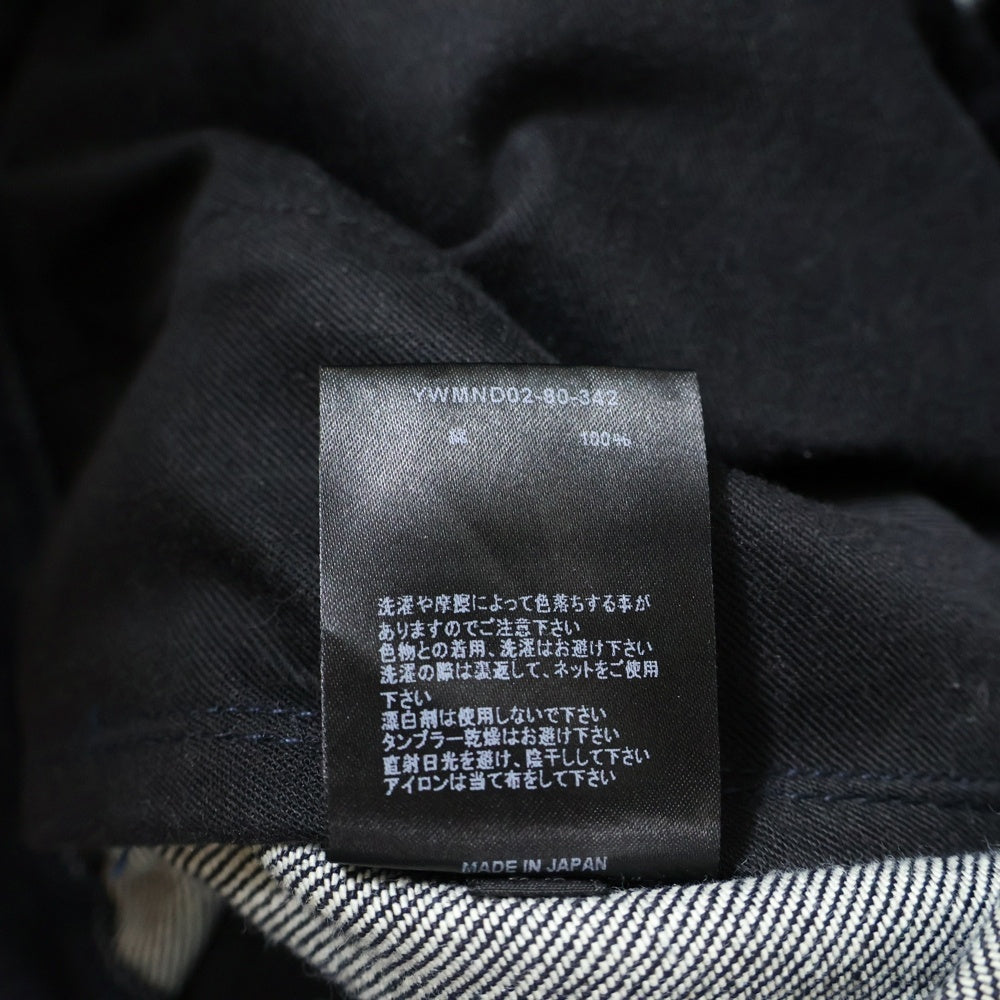 YWMND02-80-342
綿 100%
洗濯や摩擦によって色落ちする事が
ありますのでご注意下さい
色物との着用、洗濯はお避け下さい
洗濯の際は裏返して、ネットをご使用
下さい
漂白剤は使用しないで下さい
タンブラー乾燥はお避け下さい
直射日光を避け、陰干しして下さい
アイロンは当て布をして下さい
MADE IN JAPAN